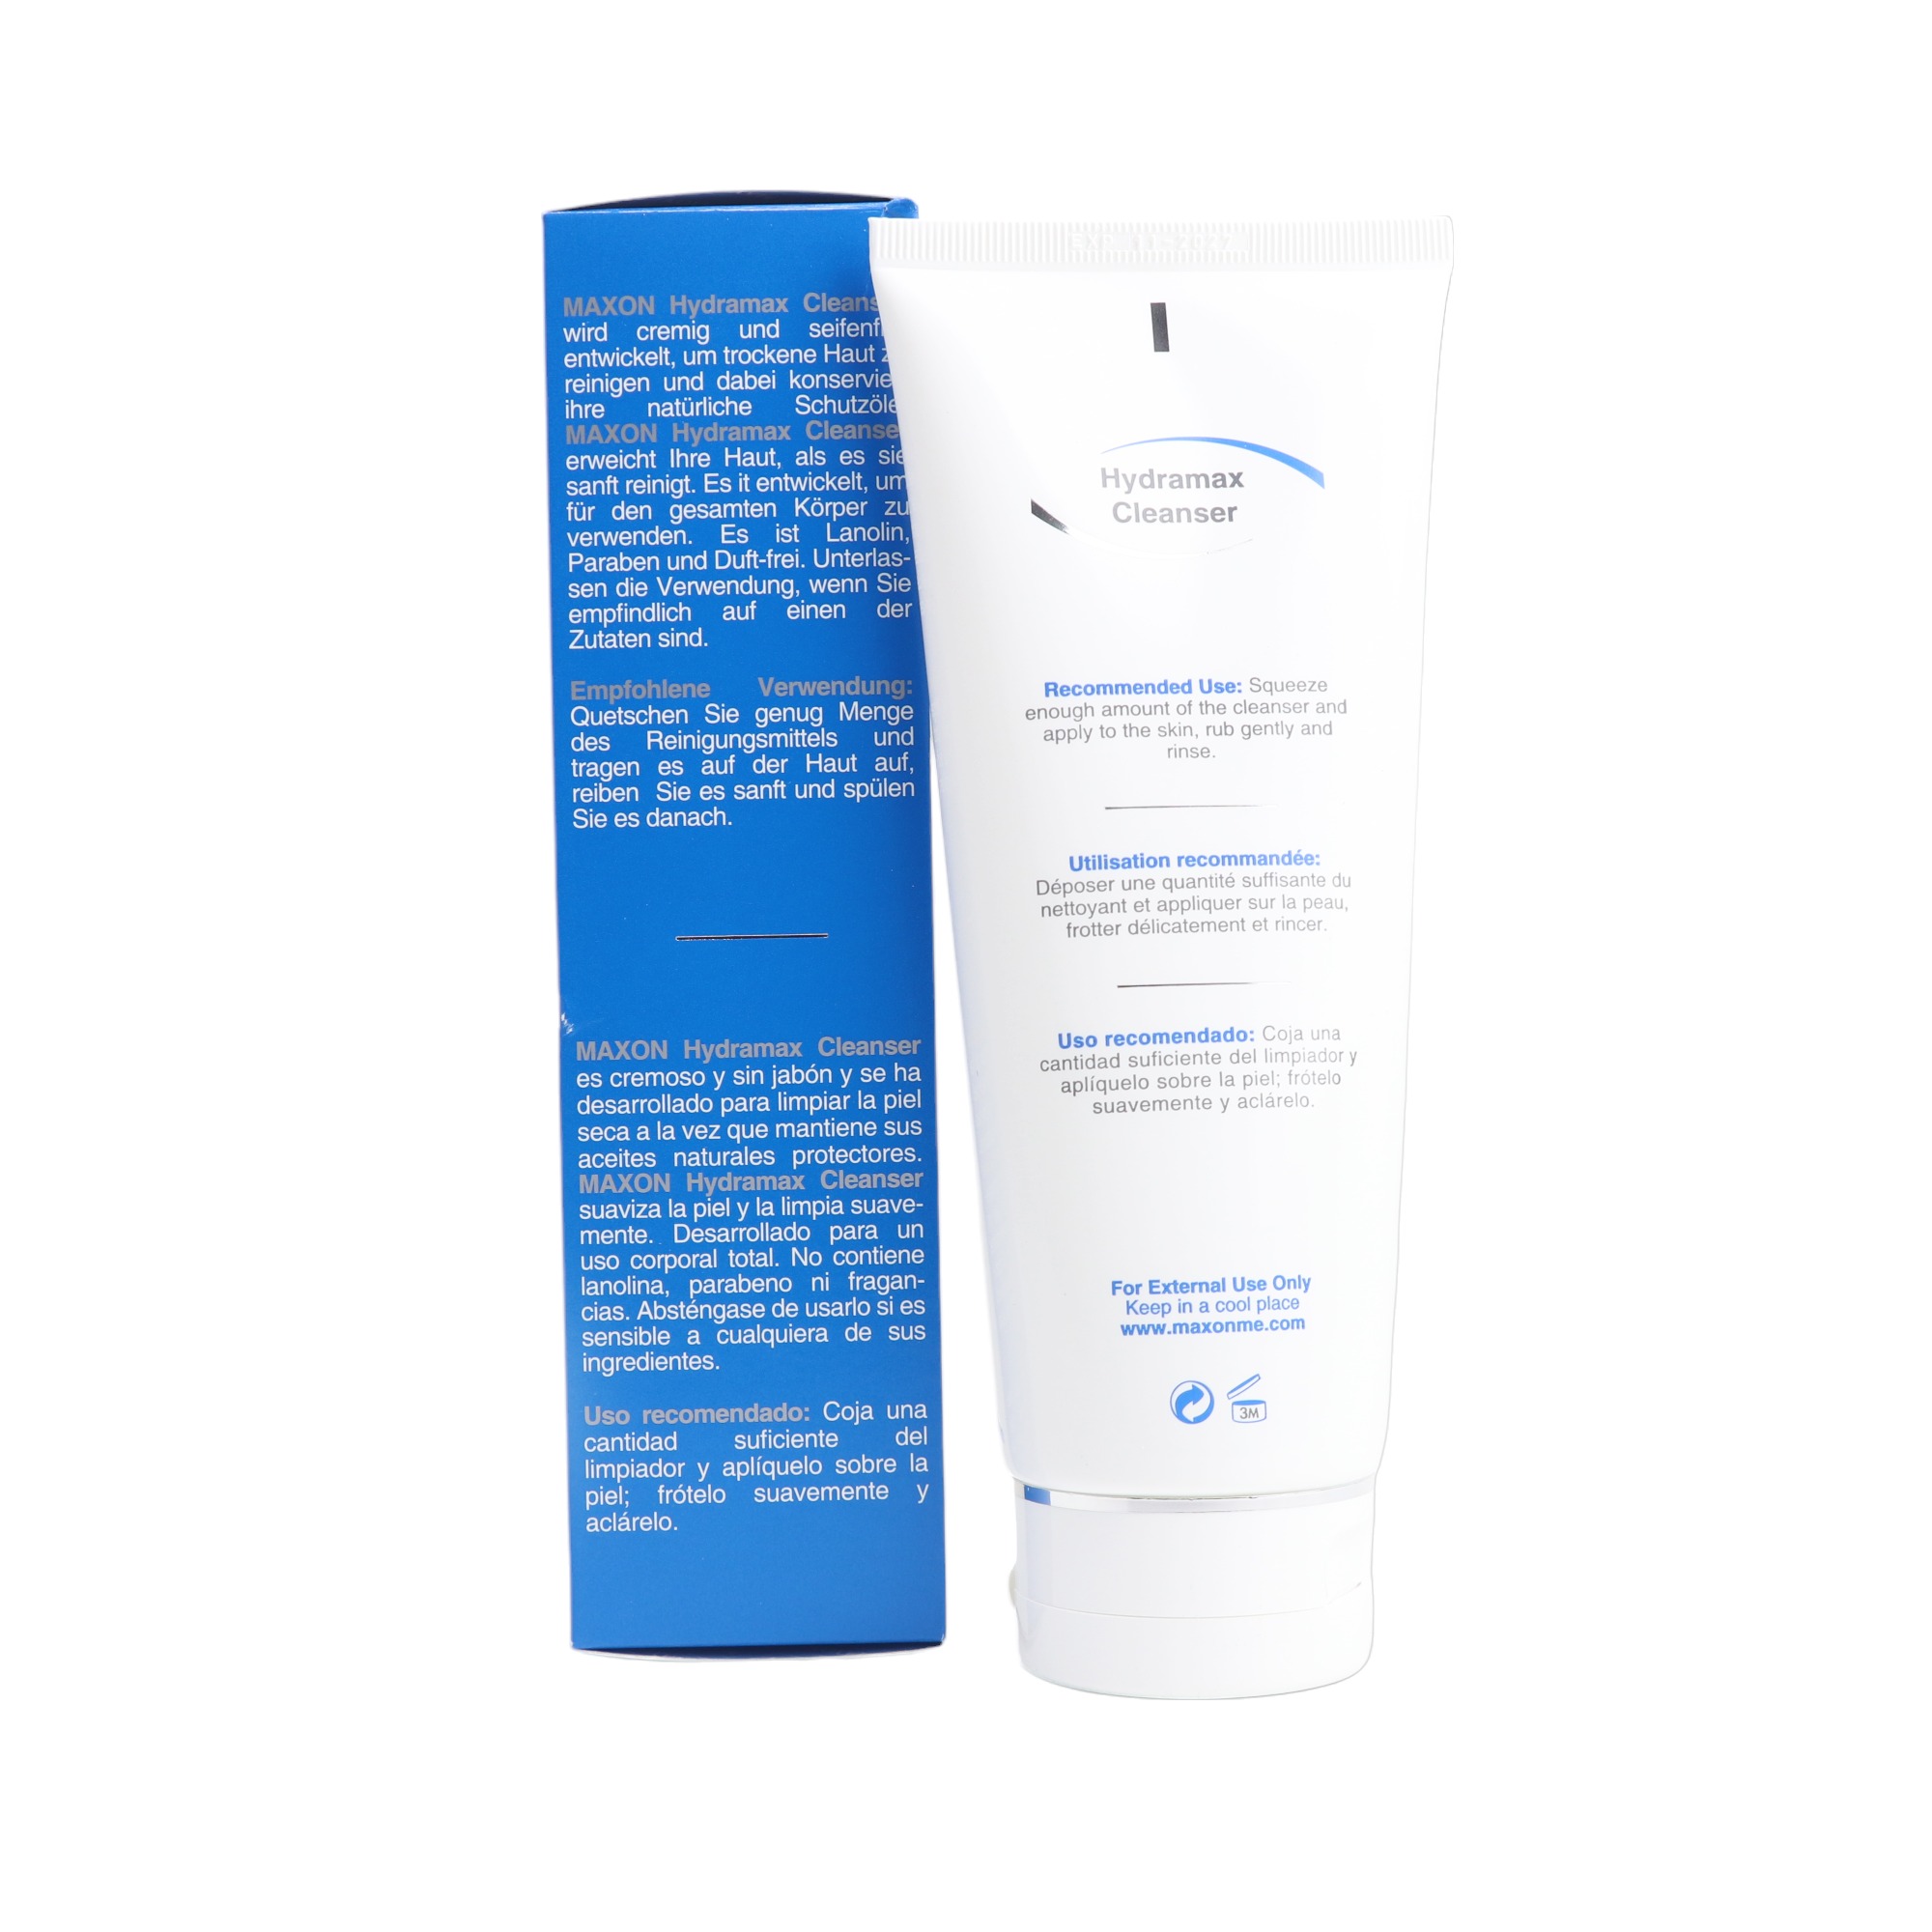 MAXON Hydramax
wird cremig und
entwickelt, um trockene Haut
reinigen und dabei
ihre natürliche
MAXON Hydramax
erweicht Ihre Haut, als es sie
sanft reinigt. Es it entwickelt, um
für den gesamten Körper zu
verwenden. Es ist Lanolin,
Paraben und Duft-frei. Unterlas-
sen die Verwendung, wenn Sie
empfindlich auf einen der
Zutaten sind.
Empfohlene Verwendung:
Quetschen Sie genug Menge
des Reinigungsmittels und
tragen es auf der Haut auf,
reiben Sie es sanft und spülen
Sie es danach.
MAXON Hydramax Cleanser
es cremoso y sin jabón y se ha
desarrollado para limpiar la piel
seca a la vez que mantiene sus
aceites naturales protectores.
MAXON Hydramax Cleanser
suaviza la piel y la limpia suave-
mente. Desarrollado para un
uso corporal total. No contiene
lanolina, parabeno ni fragan-
cias. Absténgase de usarlo si es
sensible a cualquiera de sus
ingredientes.
Uso recomendado: Coja una
cantidad suficiente del
limpiador y aplíquelo sobre la
piel; frótelo suavemente y
aclárelo.
EXP 11-2027
Hydramax
Cleanser
Recommended Use: Squeeze
enough amount of the cleanser and
apply to the skin, rub gently and
rinse.
Utilisation recommandée:
Déposer une quantité suffisante du
nettoyant et appliquer sur la peau,
frotter délicatement et rincer.
Uso recomendado: Coja una
cantidad suficiente del limpiador y
aplíquelo sobre la piel; frótelo
suavemente y aclárelo.
For External Use Only
Keep in a cool place
www.maxonme.com
3M